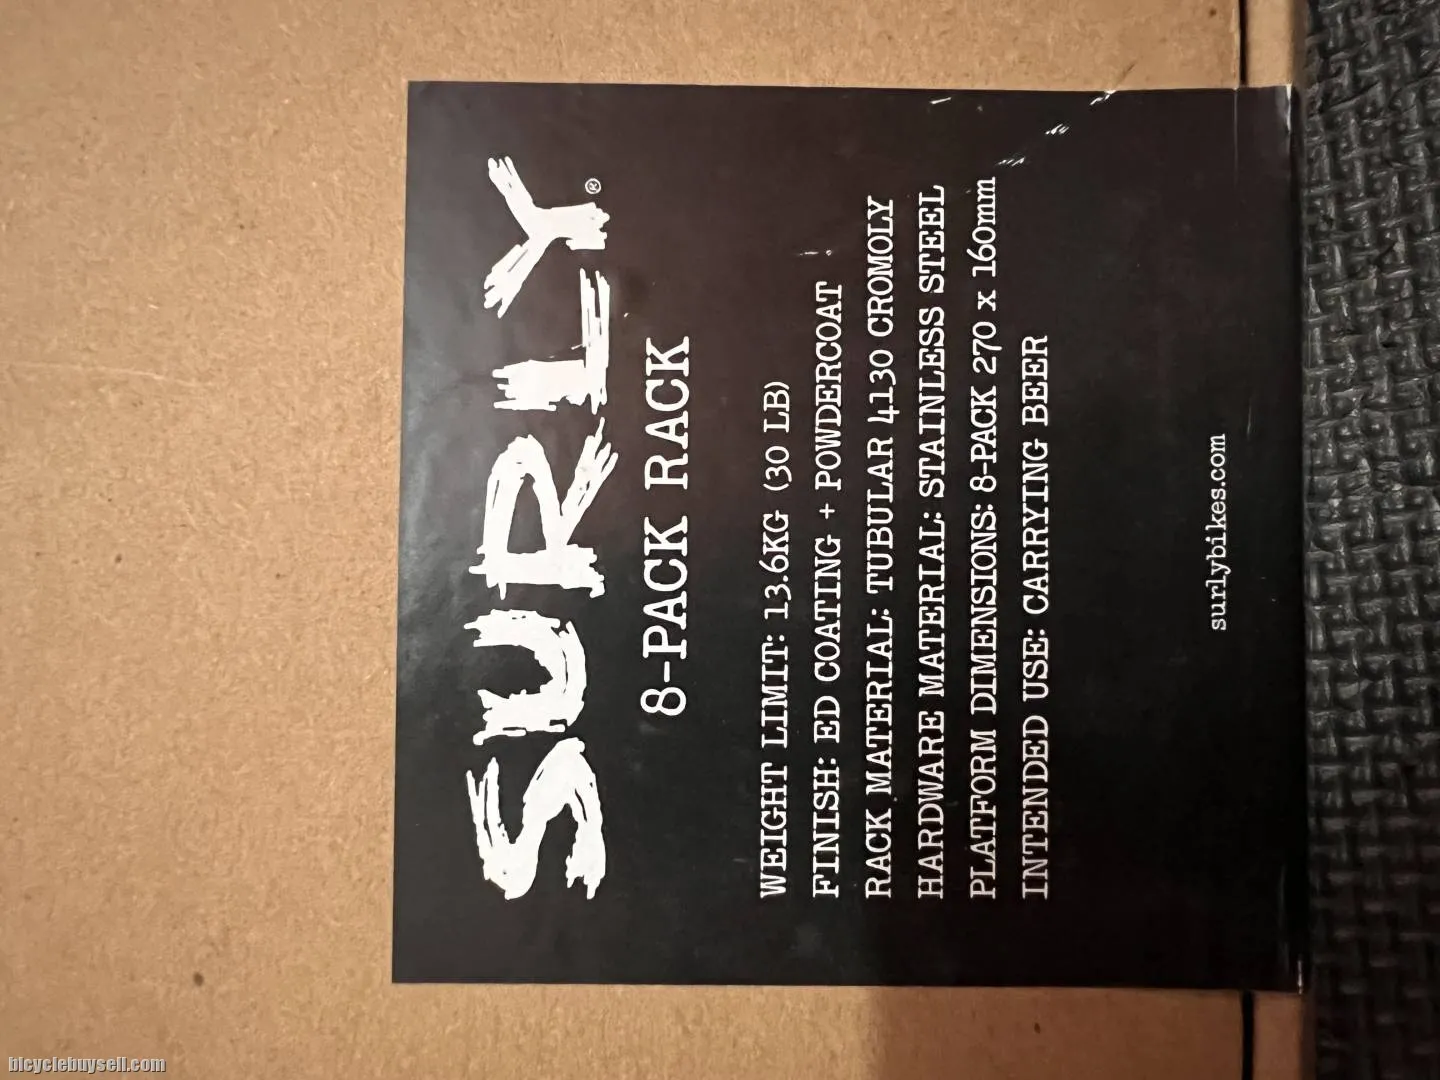 SURLY®
8-PACK RACK
WEIGHT LIMIT: 13.6KG (30 LB)
FINISH: ED COATING + POWDERCOAT
RACK MATERIAL: TUBULAR 4130 CROMOLY
HARDWARE MATERIAL: STAINLESS STEEL
PLATFORM DIMENSIONS: 8-PACK 270 x 160mm
INTENDED USE: CARRYING BEER
surlybikes.com
bicyclebuysell.com